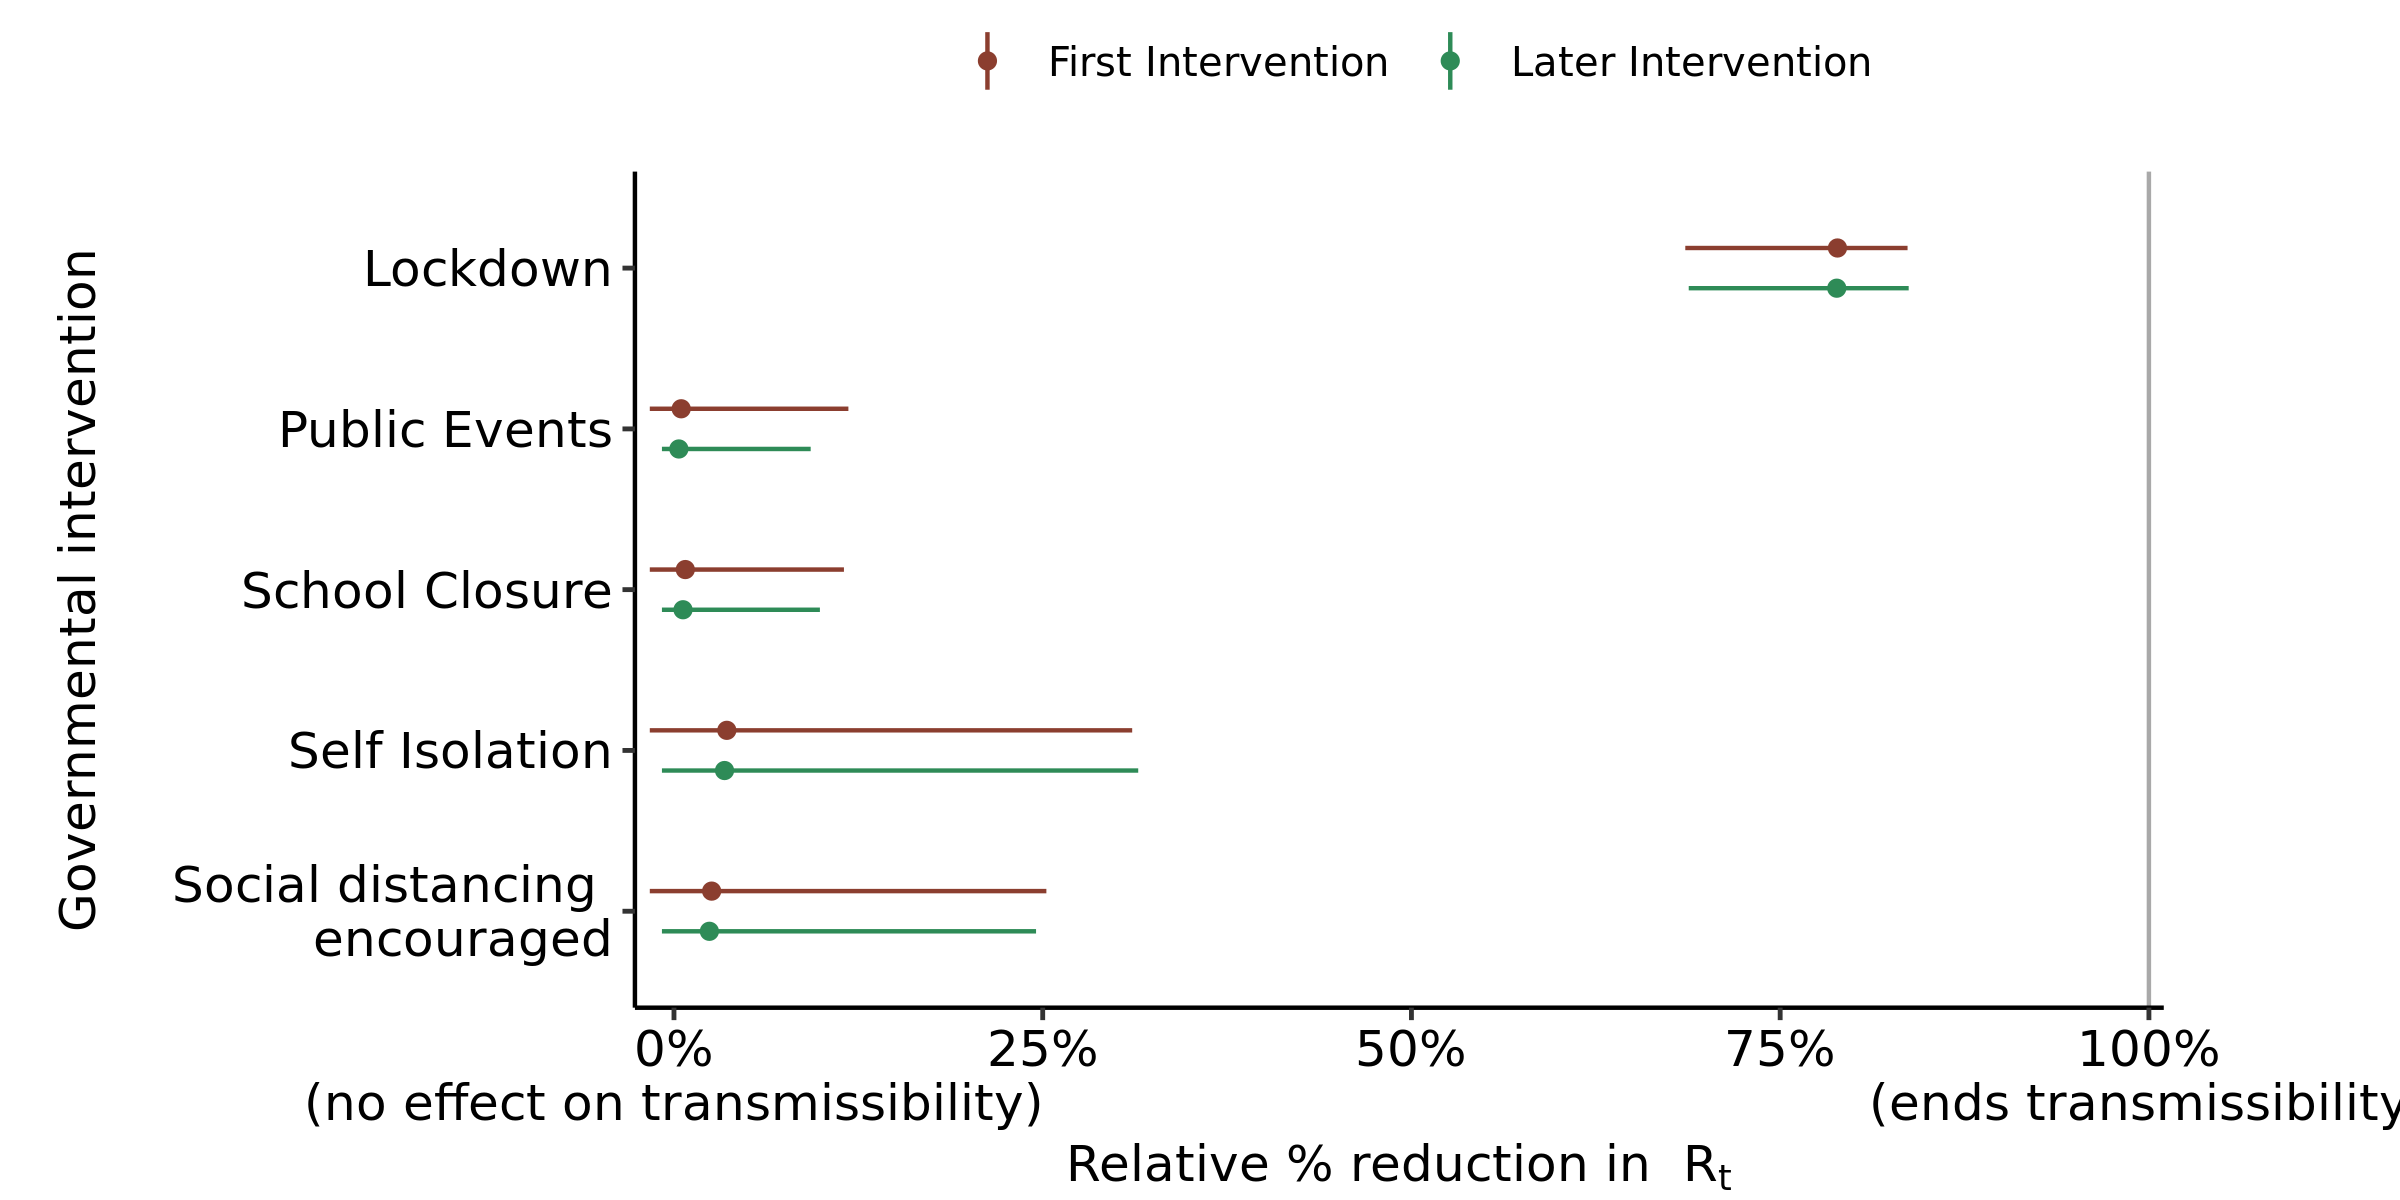 First Intervention Later Intervention
Governmental intervention
Lockdown
Public Events
School Closure
Self Isolation
Social distancing
encouraged
0% 25% 50% 75% 100%
(no effect on transmissibility) (ends transmissibility
Relative % reduction in Rt